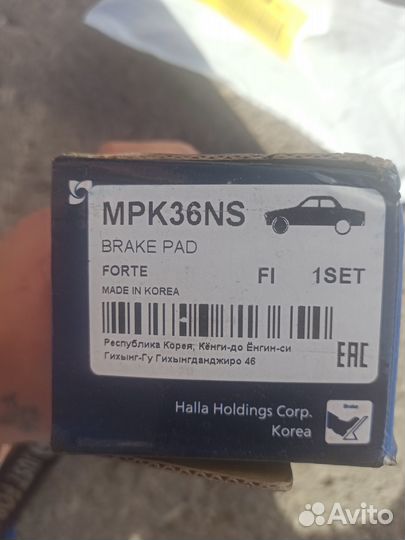 MPK36NS
BRAKE PAD
FORTE FI 1SET
MADE IN KOREA
Республика Корея, Кёнги-до Ёнгин-си
Гихынг-Гу Гихынгданджиро 46
EAC
Halla Holdings Corp.
Korea
Brake
Avito